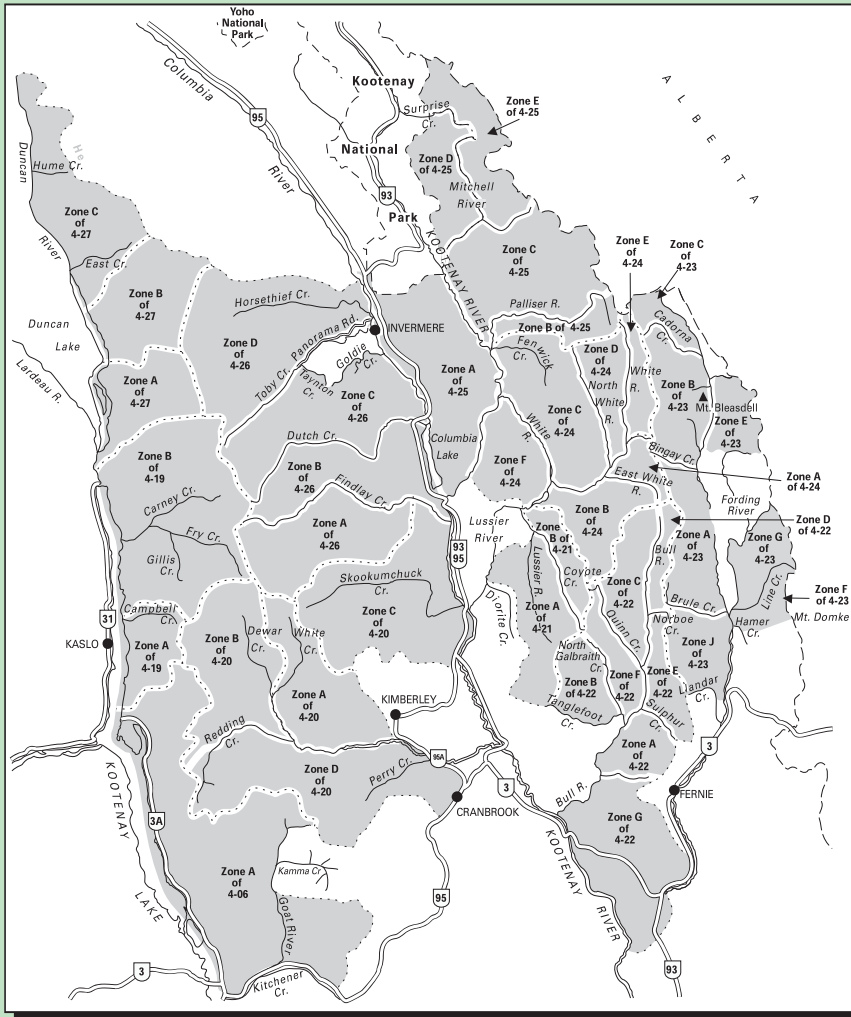 Yoho
National
Park
Columbia
River
95
Kootenay
National
Park
93
Surprise
Cr.
Zone E
of 4-25
ALBERTA
Duncan
River
Hume Cr.
He
Zone D
of 4-25
Mitchell
River
KOOTENAY RIVER
Zone C
of
4-27
East Cr.
Zone C
of
4-25
Zone E
of
4-24
Zone C
of
4-23
Zone B
of
4-27
Horsethief Cr.
Palliser R.
Cadorna
Cr.
Duncan
Lake
Zone D
of
4-26
Toby Cr.
Panorama Rd.
INVERMERE
Goldie
Cr.
Taynton
Cr.
Zone B of 4-25
Fenwick
Cr.
Zone D
of
4-24
North
White
R.
White
R.
Zone B
of
4-23
Mt. Bleasdell
Zone E
of
4-23
Lardeau R.
Zone A
of
4-27
Zone C
of
4-26
Zone A
of
4-25
Zone C
of
4-24
White
R.
Dutch Cr.
Columbia
Lake
Bingay Cr.
Zone B
of
4-19
Zone B
of
4-26
Findlay Cr.
Zone F
of
4-24
East White
R.
Zone A
of 4-24
Carney Cr.
Fording
River
Fry Cr.
Zone A
of
4-26
93
95
Lussier
River
Zone
B of
4-21
Zone B
of
4-24
Zone D
of 4-22
Bull
R.
Zone A
of
4-23
Zone G
of
4-23
Gillis
Cr.
Skookumchuck
Cr.
Lussier R.
Coyote
Cr.
Zone C
of
4-22
Line Cr.
Zone F
of 4-23
Campbell
Cr.
Zone C
of
4-20
Diorite Cr.
Zone A
of
4-21
Quinn Cr.
Brule Cr.
Norboe
Cr.
Hamer
Cr.
Mt. Domke
31
KASLO
Zone A
of
4-19
Zone B
of
4-20
Dewar
Cr.
White
Cr.
North
Galbraith
Creek
Zone J
of
4-23
Zone A
of
4-20
KIMBERLEY
Zone B
of
4-22
Zone F
of
4-22
Zone E
of
4-22
Lladar
Cr.
Tanglefoot
Cr.
Sulphur
Cr.
Redding
Cr.
95A
Zone A
of
4-22
3
KOOTENAY
LAKE
Zone D
of
4-20
Perry Cr.
3
Bull R.
FERNIE
3A
CRANBROOK
Zone G
of
4-22
Zone A
of
4-06
Kamma Cr
KOOTENAY
RIVER
Goat River
95
3
Kitchener
Cr.
93